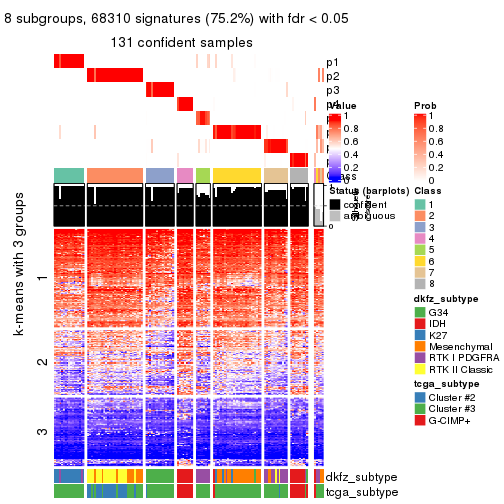 8 subgroups, 68310 signatures (75.2%) with fdr < 0.05
131 confident samples
p1
p2
p3
Value
1
0.8
0.6
0.4
0.2
0
Prob
1
0.8
0.6
0.4
0.2
0
Status (barplots)
confident
ambiguous
Class
1
2
3
4
5
6
7
8
dkfz_subtype
G34
IDH
K27
Mesenchymal
RTK I PDGFRA
RTK II Classic
tcga_subtype
Cluster #2
Cluster #3
G-CIMP+
k-means with 3 groups
1
2
3
dkfz_subtype
tcga_subtype